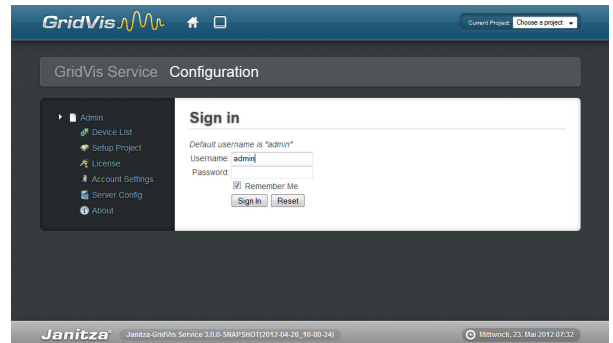 GridVis
Current Project: Choose a project
GridVis Service Configuration
Admin
Device List
Setup Project
License
Account Settings
Server Config
About
Sign in
Default username is "admin"
Username: admin
Password:
Remember Me
Sign In Reset
Janitza® Janitza-GridVis Service 3.0.0-SNAPSHOT(2012-04-26_10-00-24)
Mittwoch, 23. Mai 2012 07:32